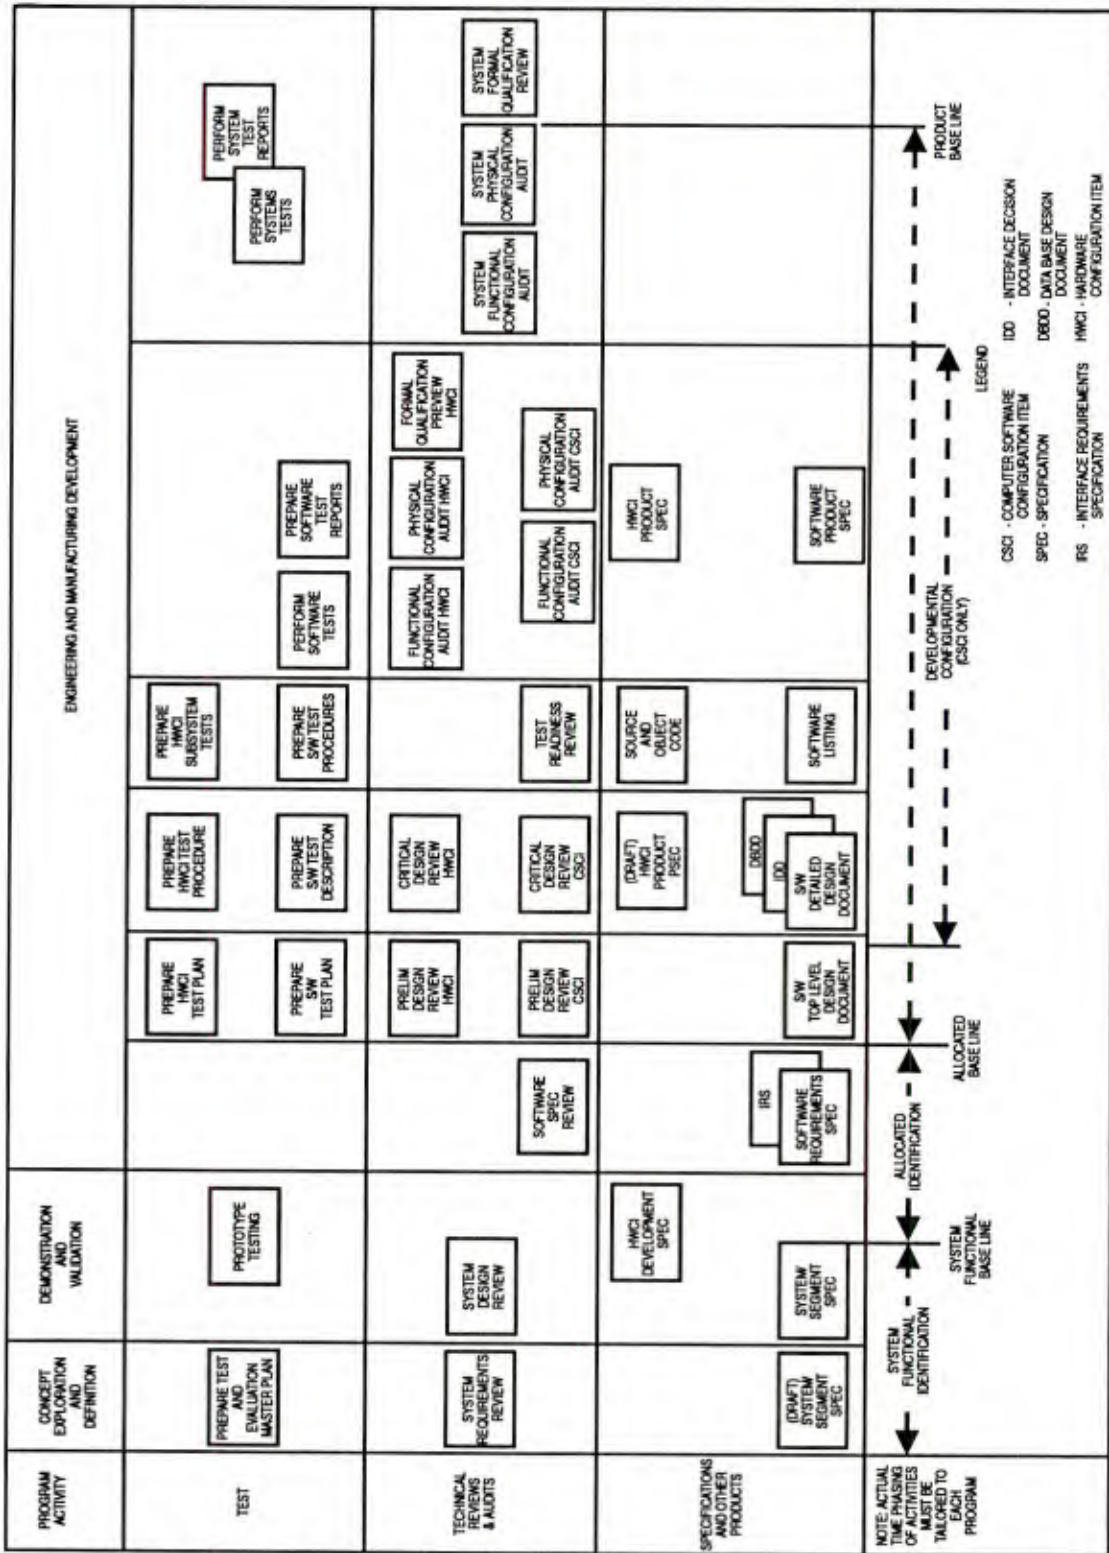 PROGRAM
ACTIVITY
CONCEPT
EXPLORATION
AND
DEFINITION
DEMONSTRATION
AND
VALIDATION
ENGINEERING AND MANUFACTURING DEVELOPMENT
TEST
PREPARE TEST
AND
EVALUATION
MASTER PLAN
PROTOTYPE
TESTING
PREPARE
HWCI
TEST PLAN
PREPARE
S/W
TEST PLAN
PREPARE
HWCI TEST
PROCEDURE
PREPARE
S/W TEST
DESCRIPTION
PREPARE
HWCI
SUBSYSTEM
TESTS
PREPARE
S/W TEST
PROCEDURES
PERFORM
SOFTWARE
TESTS
PREPARE
SOFTWARE
TEST
REPORTS
PERFORM
SYSTEMS
TESTS
PERFORM
SYSTEM
TEST
REPORTS
TECHNICAL
REVIEWS
& AUDITS
SYSTEM
REQUIREMENTS
REVIEW
SYSTEM
DESIGN
REVIEW
SOFTWARE
SPEC
REVIEW
PRELIM
DESIGN
REVIEW
HWCI
PRELIM
DESIGN
REVIEW
CSCI
CRITICAL
DESIGN
REVIEW
HWCI
CRITICAL
DESIGN
REVIEW
CSCI
TEST
READINESS
REVIEW
FUNCTIONAL
CONFIGURATION
AUDIT HWCI
PHYSICAL
CONFIGURATION
AUDIT HWCI
FORMAL
QUALIFICATION
PREVIEW
HWCI
FUNCTIONAL
CONFIGURATION
AUDIT CSCI
PHYSICAL
CONFIGURATION
AUDIT CSCI
SYSTEM
FUNCTIONAL
CONFIGURATION
AUDIT
SYSTEM
PHYSICAL
CONFIGURATION
AUDIT
SYSTEM
FORMAL
QUALIFICATION
REVIEW
SPECIFICATIONS
AND OTHER
PRODUCTS
(DRAFT)
SYSTEM/
SEGMENT
SPEC
HWCI
DEVELOPMENT
SPEC
SYSTEM/
SEGMENT
SPEC
IRS
SOFTWARE
REQUIREMENTS
SPEC
S/W
TOP LEVEL
DESIGN
DOCUMENT
(DRAFT)
HWCI
PRODUCT
PSEC
DBDD
IDD
S/W
DETAILED
DESIGN
DOCUMENT
SOURCE
AND
OBJECT
CODE
SOFTWARE
LISTING
HWCI
PRODUCT
SPEC
SOFTWARE
PRODUCT
SPEC
NOTE: ACTUAL
TIME PHASING
OF ACTIVITIES
MUST BE
TAILORED TO
EACH
PROGRAM
SYSTEM
FUNCTIONAL
IDENTIFICATION
SYSTEM
FUNCTIONAL
BASE LINE
ALLOCATED
IDENTIFICATION
ALLOCATED
BASE LINE
DEVELOPMENTAL
CONFIGURATION
(CSCI ONLY)
PRODUCT
BASE LINE
LEGEND
CSCI - COMPUTER SOFTWARE
CONFIGURATION ITEM
SPEC - SPECIFICATION
IRS - INTERFACE REQUIREMENTS
SPECIFICATION
IDD - INTERFACE DECISION
DOCUMENT
DBDD - DATA BASE DESIGN
DOCUMENT
HWCI - HARDWARE
CONFIGURATION ITEM